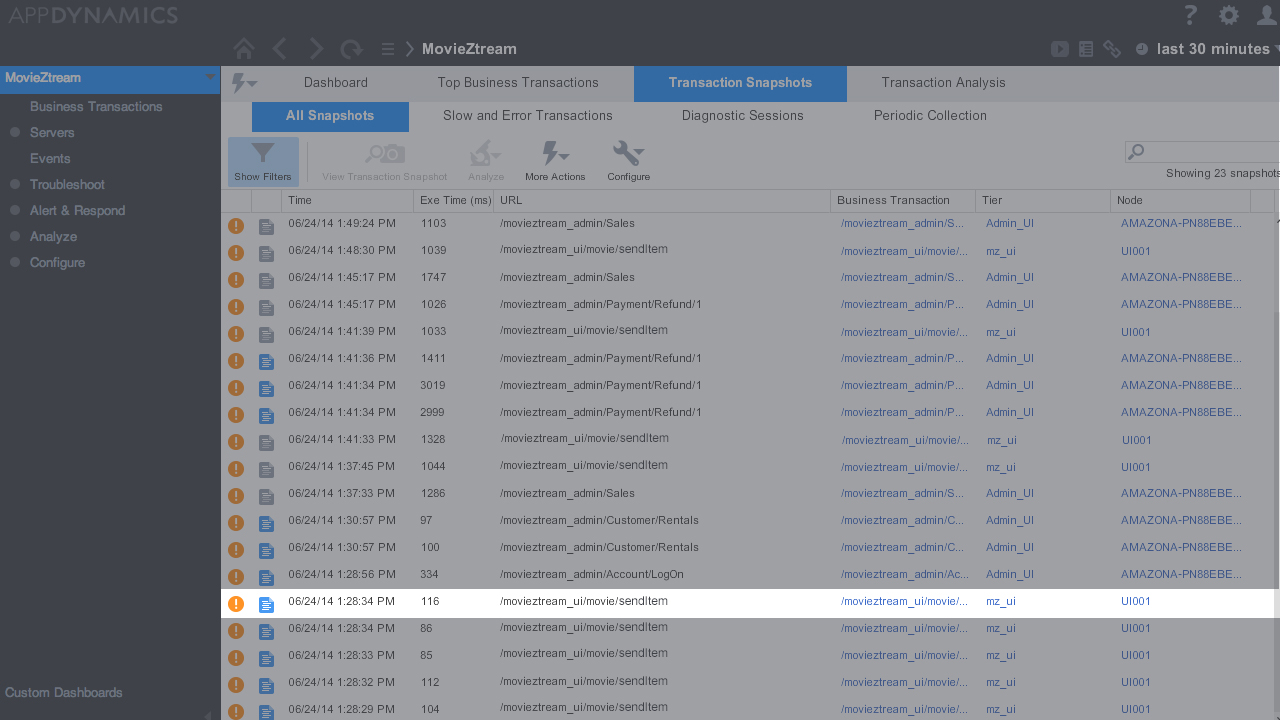 APPDYNAMICS
MovieZtream last 30 minutes
MovieZtream
Business Transactions
Servers
Events
Troubleshoot
Alert & Respond
Analyze
Configure
Custom Dashboards
Dashboard Top Business Transactions Transaction Snapshots Transaction Analysis
All Snapshots Slow and Error Transactions Diagnostic Sessions Periodic Collection
Show Filters View Transaction Snapshot Analyze More Actions Configure
Showing 23 snapshots
Time Exe Time (ms) URL Business Transaction Tier Node
06/24/14 1:49:24 PM 1103 /movieztream_admin/Sales /movieztream_admin/S... Admin_UI AMAZONA-PN88EBE...
06/24/14 1:48:30 PM 1039 /movieztream_ui/movie/sendItem /movieztream_ui/movie/... mz_ui UI001
06/24/14 1:45:17 PM 1747 /movieztream_admin/Sales /movieztream_admin/S... Admin_UI AMAZONA-PN88EBE...
06/24/14 1:45:17 PM 1026 /movieztream_admin/Payment/Refund/1 /movieztream_admin/P... Admin_UI AMAZONA-PN88EBE...
06/24/14 1:41:39 PM 1033 /movieztream_ui/movie/sendItem /movieztream_ui/movie/... mz_ui UI001
06/24/14 1:41:36 PM 1411 /movieztream_admin/Payment/Refund/1 /movieztream_admin/P... Admin_UI AMAZONA-PN88EBE...
06/24/14 1:41:34 PM 3019 /movieztream_admin/Payment/Refund/1 /movieztream_admin/P... Admin_UI AMAZONA-PN88EBE...
06/24/14 1:41:34 PM 2999 /movieztream_admin/Payment/Refund/1 /movieztream_admin/P... Admin_UI AMAZONA-PN88EBE...
06/24/14 1:41:33 PM 1328 /movieztream_ui/movie/sendItem /movieztream_ui/movie/... mz_ui UI001
06/24/14 1:37:45 PM 1044 /movieztream_ui/movie/sendItem /movieztream_ui/movie/... mz_ui UI001
06/24/14 1:37:33 PM 1286 /movieztream_admin/Sales /movieztream_admin/S... Admin_UI AMAZONA-PN88EBE...
06/24/14 1:30:57 PM 97 /movieztream_admin/Customer/Rentals /movieztream_admin/C... Admin_UI AMAZONA-PN88EBE...
06/24/14 1:30:57 PM 100 /movieztream_admin/Customer/Rentals /movieztream_admin/C... Admin_UI AMAZONA-PN88EBE...
06/24/14 1:28:56 PM 334 /movieztream_admin/Account/LogOn /movieztream_admin/Ac... Admin_UI AMAZONA-PN88EBE...
06/24/14 1:28:34 PM 116 /movieztream_ui/movie/sendItem /movieztream_ui/movie/... mz_ui UI001
06/24/14 1:28:34 PM 86 /movieztream_ui/movie/sendItem /movieztream_ui/movie/... mz_ui UI001
06/24/14 1:28:33 PM 85 /movieztream_ui/movie/sendItem /movieztream_ui/movie/... mz_ui UI001
06/24/14 1:28:32 PM 112 /movieztream_ui/movie/sendItem /movieztream_ui/movie/... mz_ui UI001
06/24/14 1:28:29 PM 104 /movieztream_ui/movie/sendItem /movieztream_ui/movie/... mz_ui UI001